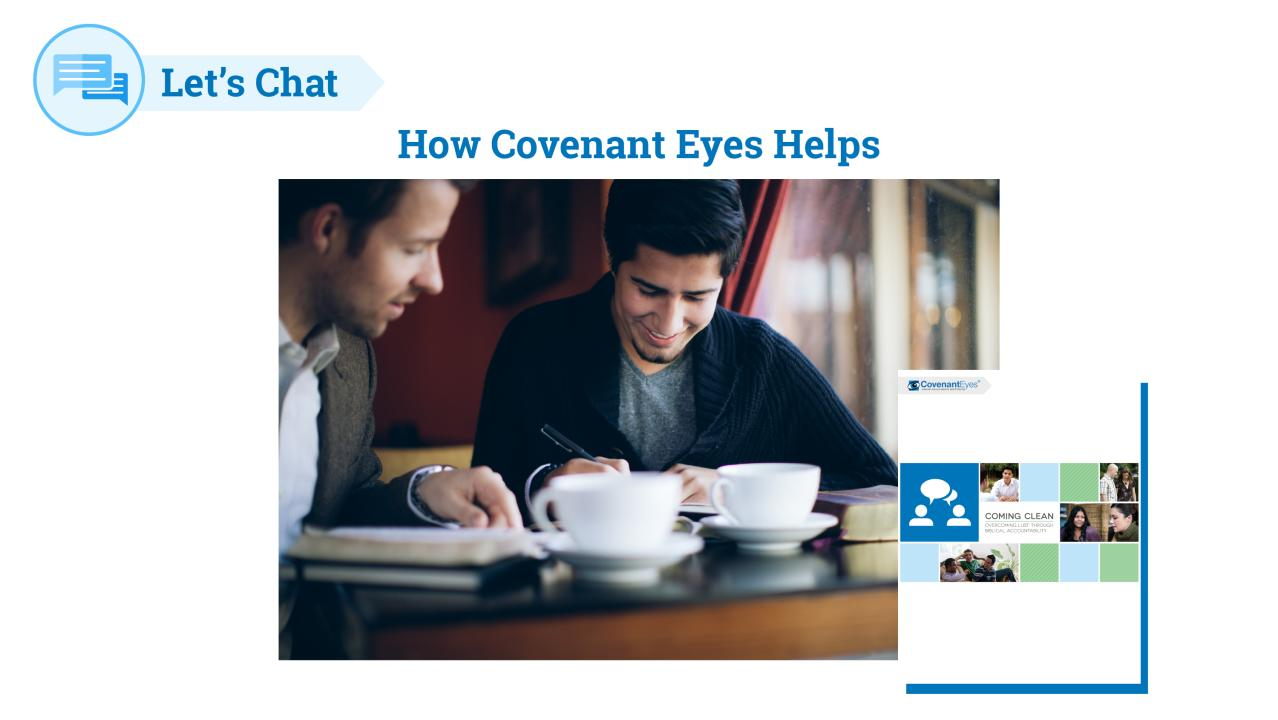 Let's Chat
How Covenant Eyes Helps
CovenantEyes
COMING CLEAN
OVERCOMING LUST THROUGH
BIBLICAL ACCOUNTABILITY